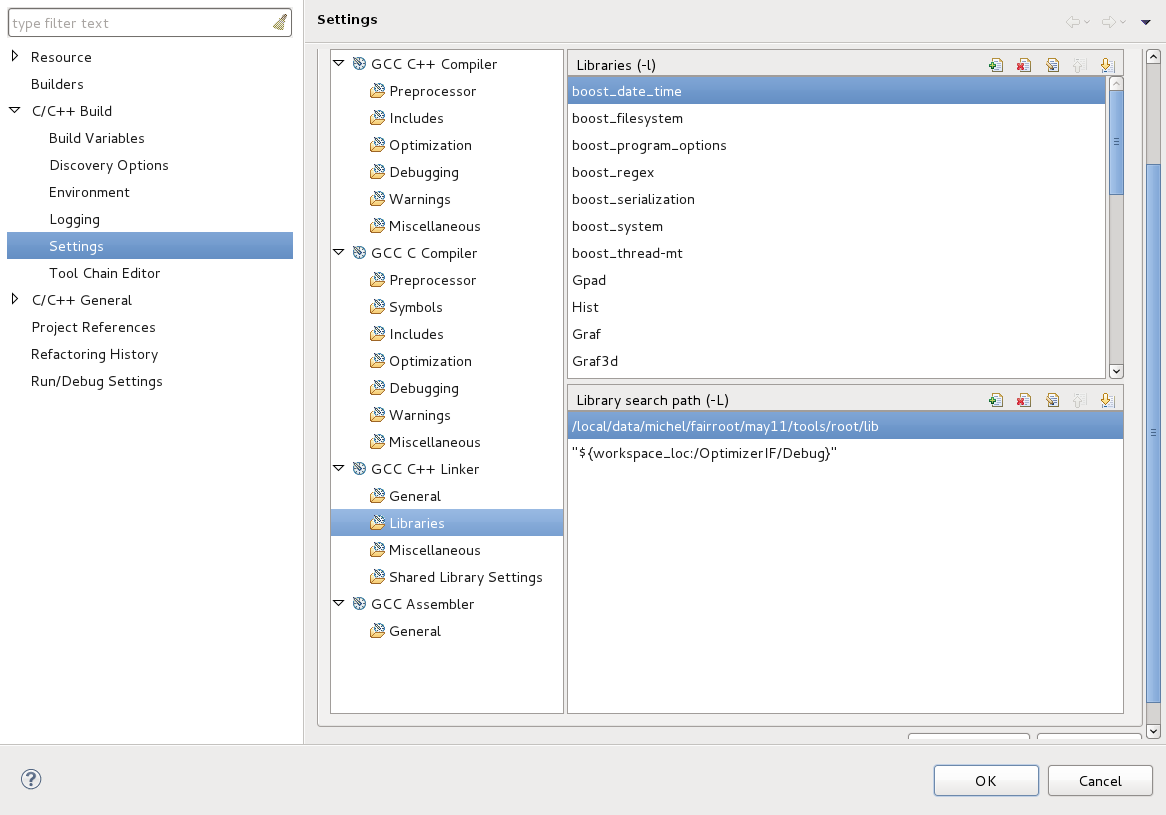 type filter text
Resource
Builders
C/C++ Build
Build Variables
Discovery Options
Environment
Logging
Settings
Tool Chain Editor
C/C++ General
Project References
Refactoring History
Run/Debug Settings
Settings
GCC C++ Compiler
Preprocessor
Includes
Optimization
Debugging
Warnings
Miscellaneous
GCC C Compiler
Preprocessor
Symbols
Includes
Optimization
Debugging
Warnings
Miscellaneous
GCC C++ Linker
General
Libraries
Miscellaneous
Shared Library Settings
GCC Assembler
General
Libraries (-l)
boost_date_time
boost_filesystem
boost_program_options
boost_regex
boost_serialization
boost_system
boost_thread-mt
Gpad
Hist
Graf
Graf3d
Library search path (-L)
/local/data/michel/fairroot/may11/tools/root/lib
"${workspace_loc:/OptimizerIF/Debug}"
OK
Cancel